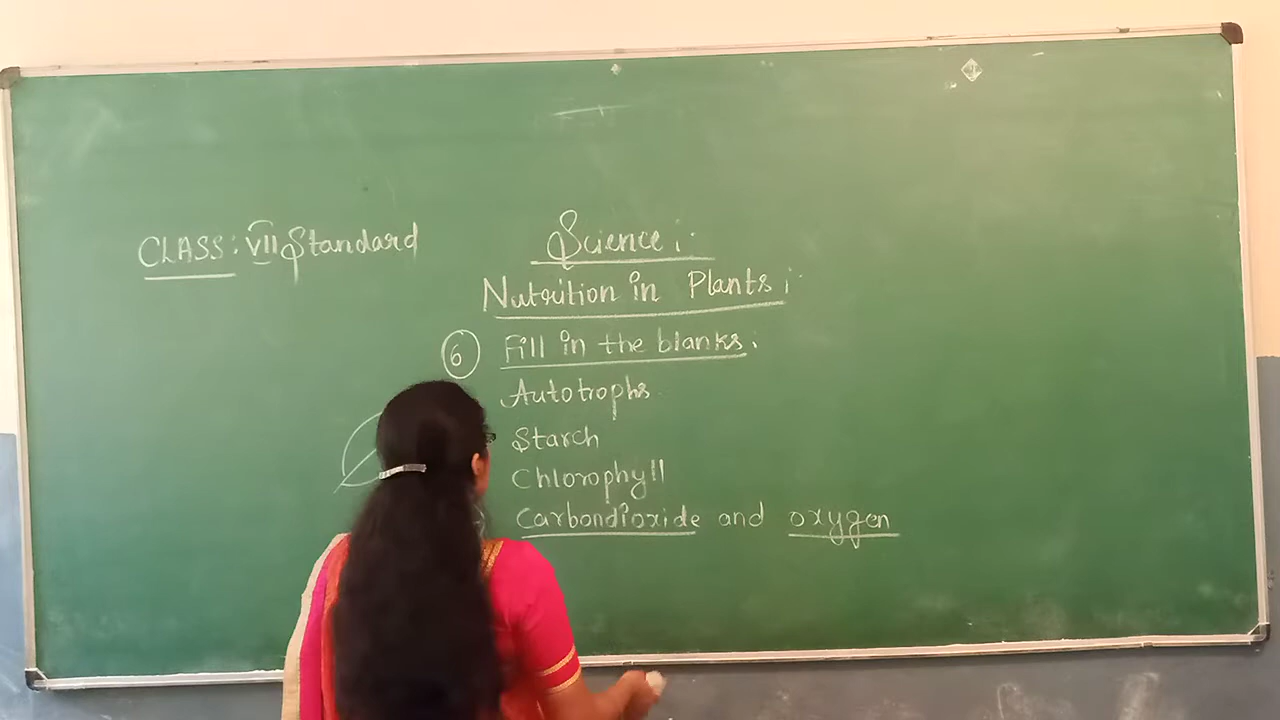 CLASS: VII Standard
Science:
Nutrition in Plants:
6 Fill in the blanks:
Autotrophs
Starch
Chlorophyll
Carbondioxide and oxygen